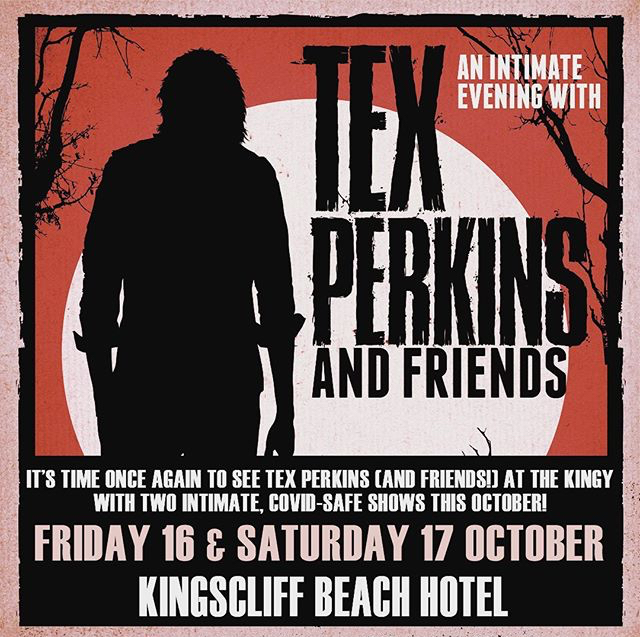 AN INTIMATE
EVENING WITH
TEX
PERKINS
AND FRIENDS
IT'S TIME ONCE AGAIN TO SEE TEX PERKINS (AND FRIENDS!) AT THE KINGY
WITH TWO INTIMATE, COVID-SAFE SHOWS THIS OCTOBER!
FRIDAY 16 & SATURDAY 17 OCTOBER
KINGSCLIFF BEACH HOTEL